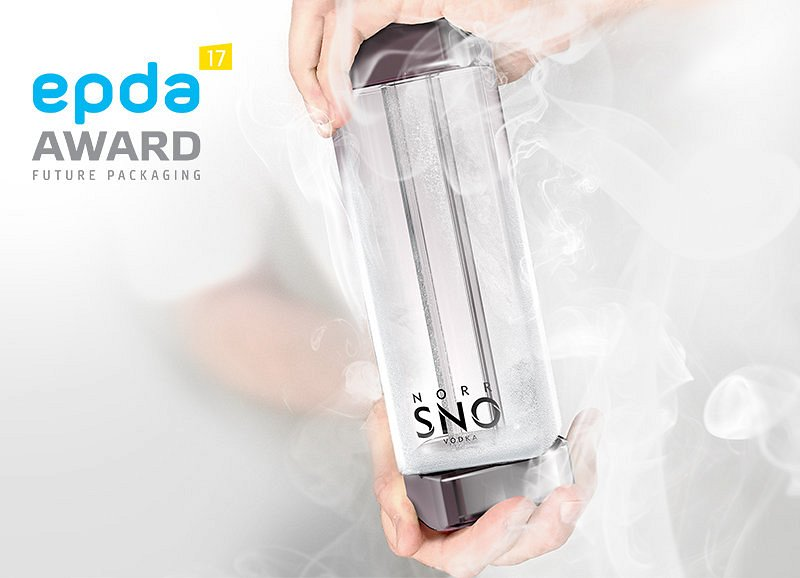 17
epda
AWARD
FUTURE PACKAGING
NORR
SNO
VODKA